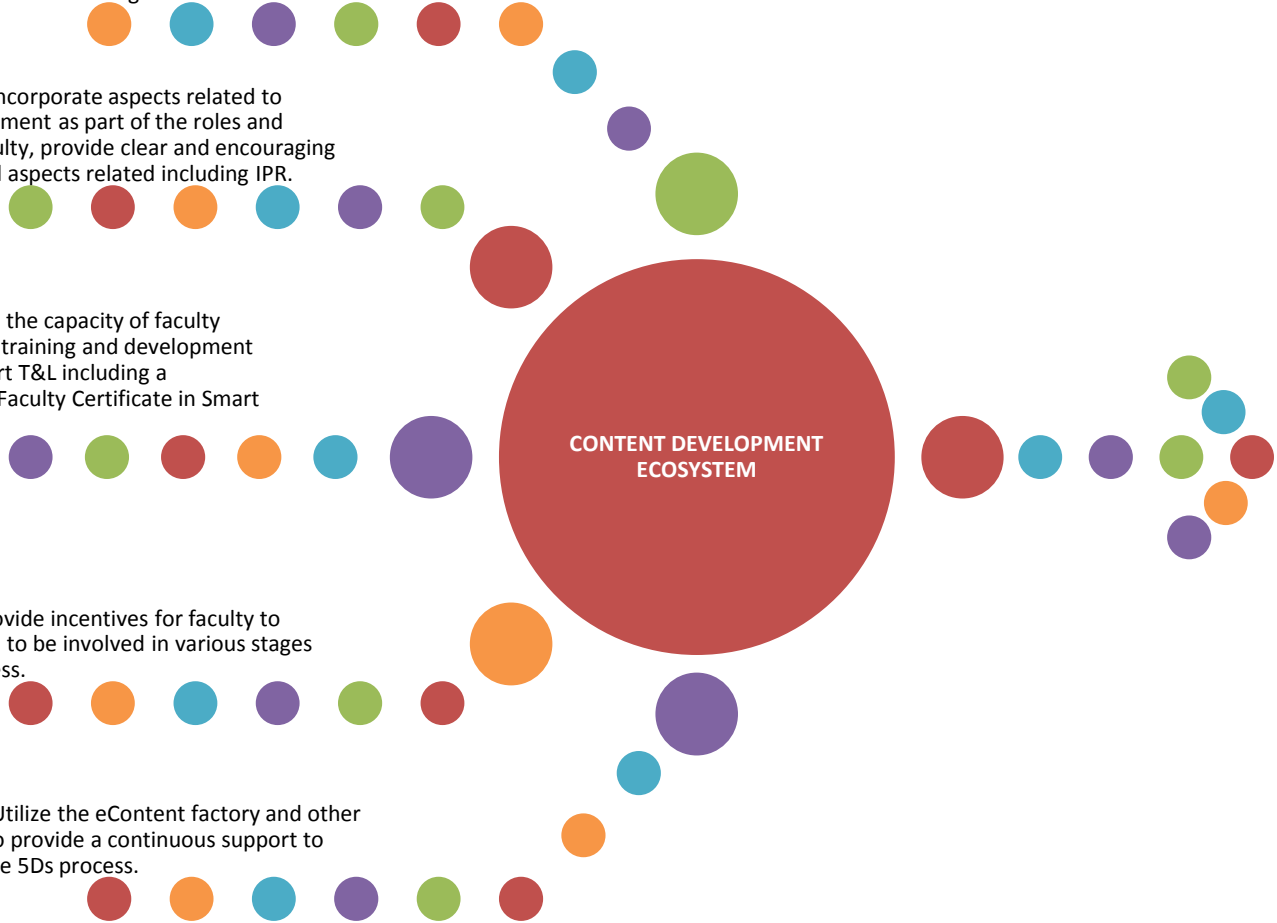 ncorporate aspects related to
ment as part of the roles and
ulty, provide clear and encouraging
aspects related including IPR.
the capacity of faculty
training and development
rt T&L including a
Faculty Certificate in Smart
CONTENT DEVELOPMENT
ECOSYSTEM
ovide incentives for faculty to
to be involved in various stages
ess.
Utilize the eContent factory and other
o provide a continuous support to
e 5Ds process.